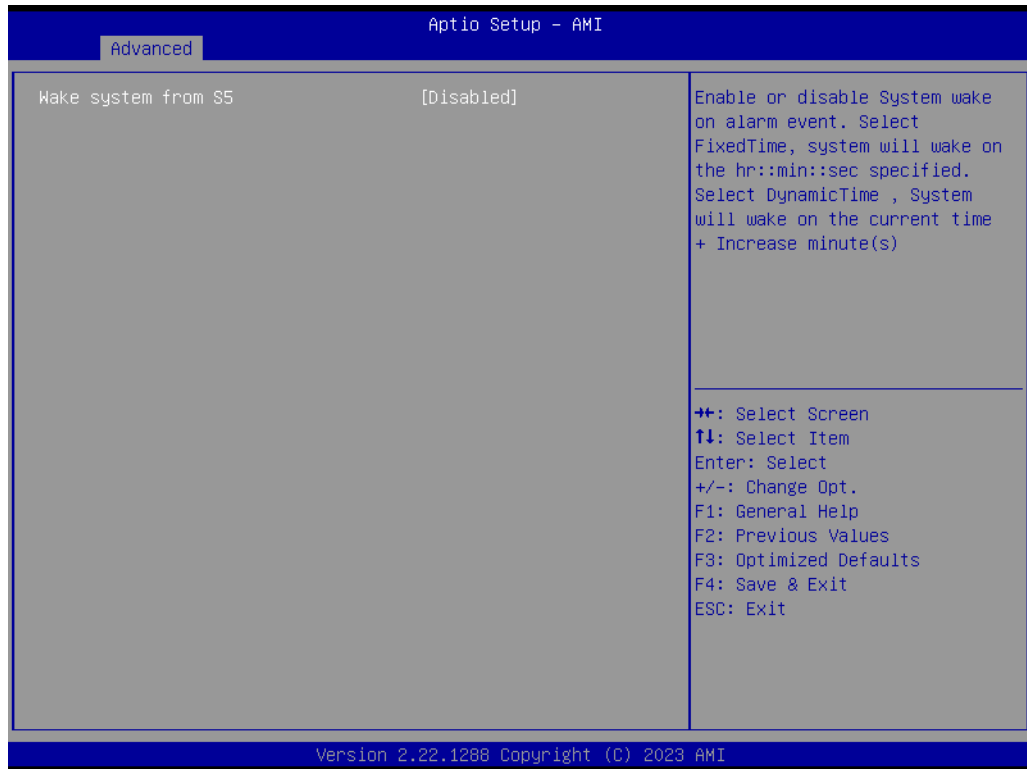 Aptio Setup – AMI
Advanced
Wake system from S5 [Disabled]
Enable or disable System wake
on alarm event. Select
FixedTime, system will wake on
the hr::min::sec specified.
Select DynamicTime , System
will wake on the current time
+ Increase minute(s)
→←: Select Screen
↑↓: Select Item
Enter: Select
+/-: Change Opt.
F1: General Help
F2: Previous Values
F3: Optimized Defaults
F4: Save & Exit
ESC: Exit
Version 2.22.1288 Copyright (C) 2023 AMI